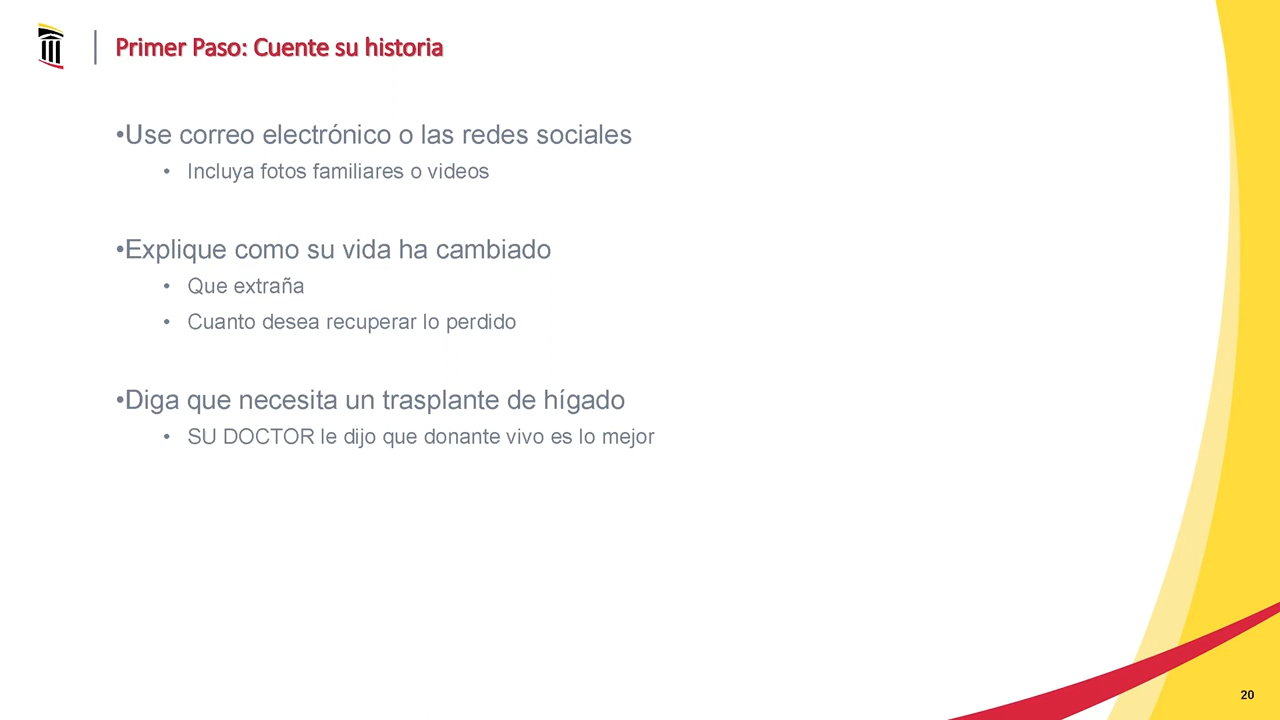 Primer Paso: Cuente su historia
•Use correo electrónico o las redes sociales
• Incluya fotos familiares o videos
•Explique como su vida ha cambiado
• Que extraña
• Cuanto desea recuperar lo perdido
•Diga que necesita un trasplante de hígado
• SU DOCTOR le dijo que donante vivo es lo mejor
20